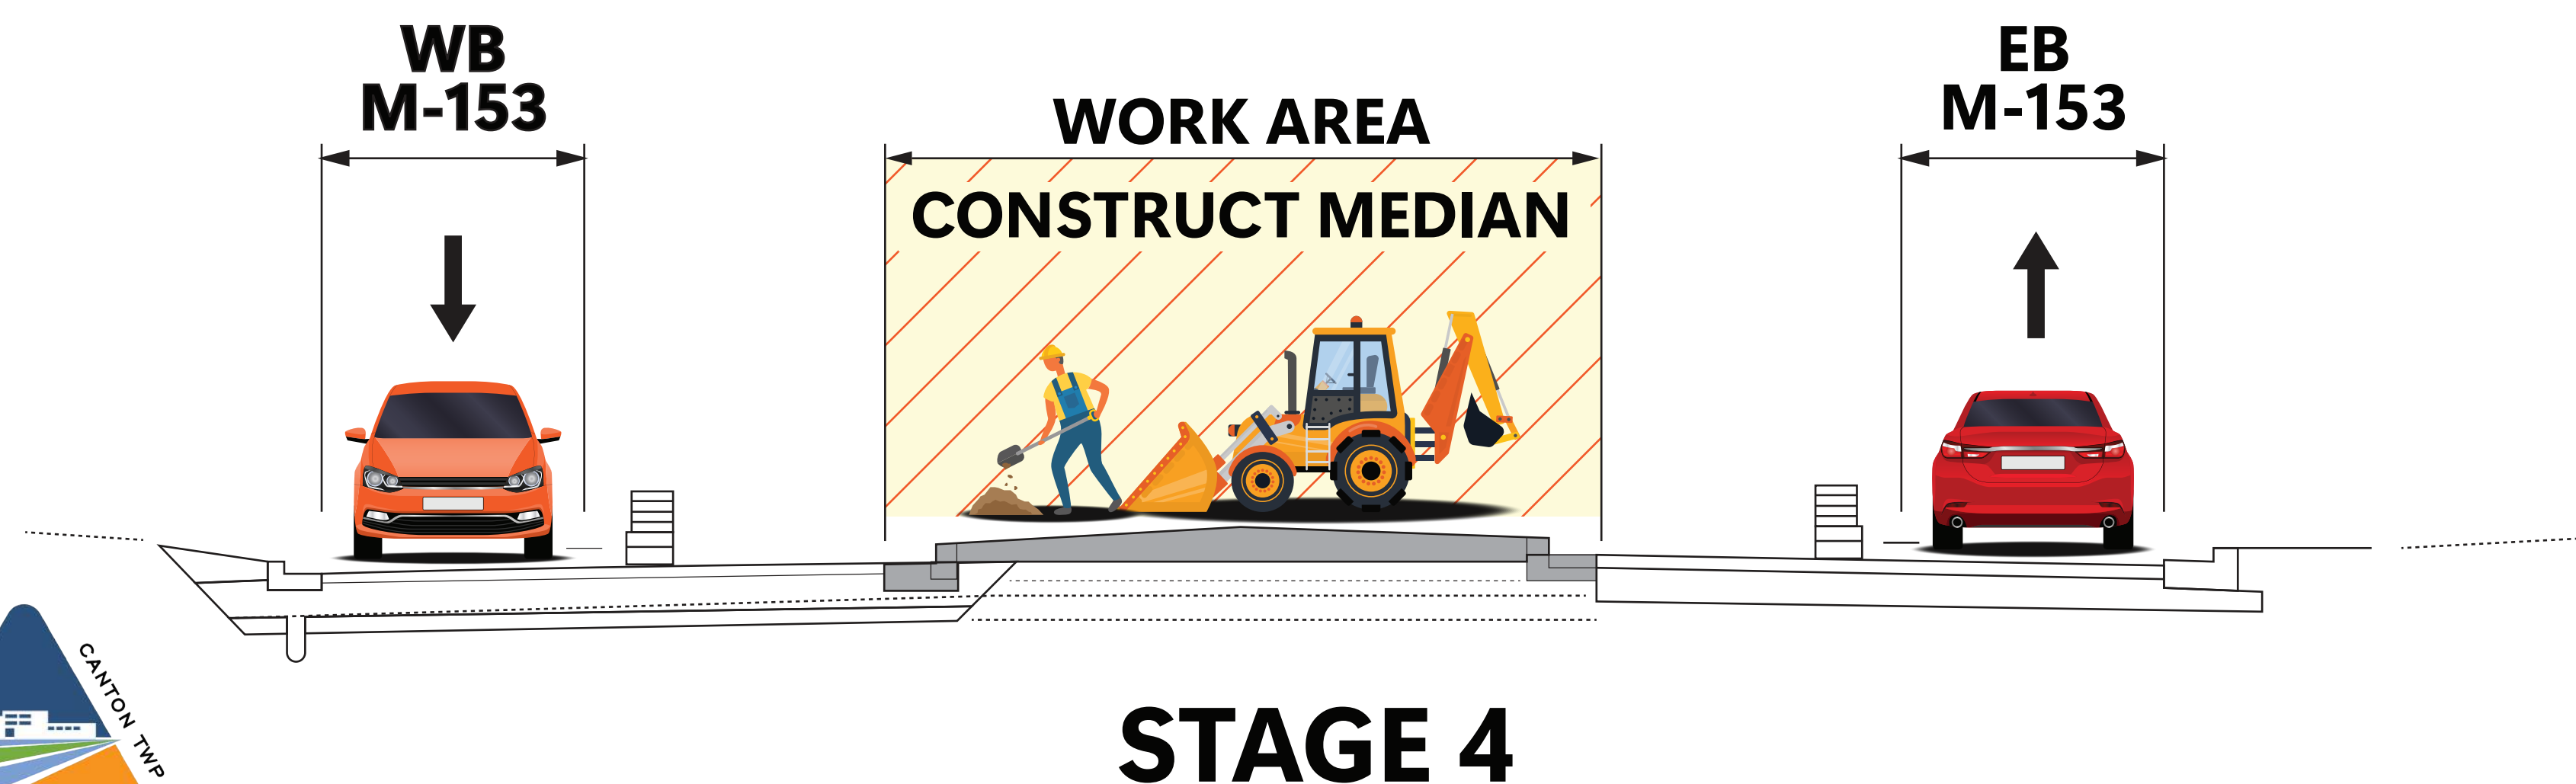 WB
M-153
WORK AREA
CONSTRUCT MEDIAN
EB
M-153
CANTON TWP
STAGE 4